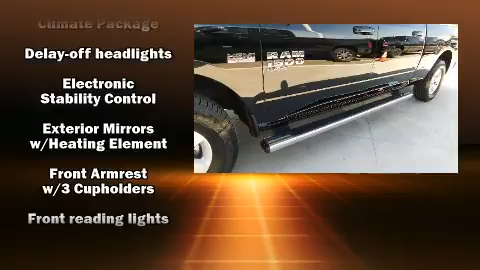 Climate Package
Delay-off headlights
Electronic
Stability Control
Exterior Mirrors
w/Heating Element
Front Armrest
w/3 Cupholders
Front reading lights
HEMI
RAM
1500